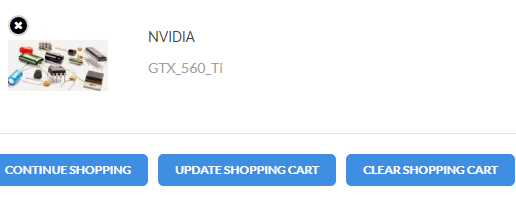 NVIDIA
GTX_560_Ti
CONTINUE SHOPPING
UPDATE SHOPPING CART
CLEAR SHOPPING CART